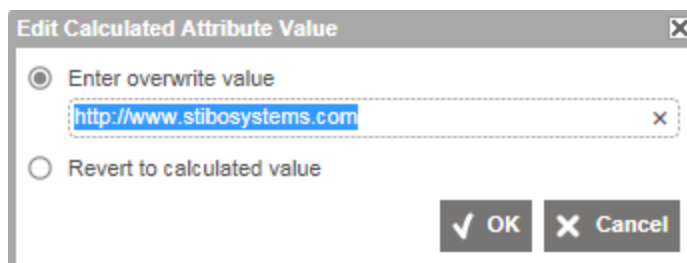 Edit Calculated Attribute Value
Enter overwrite value
http://www.stibosystems.com
Revert to calculated value
OK Cancel